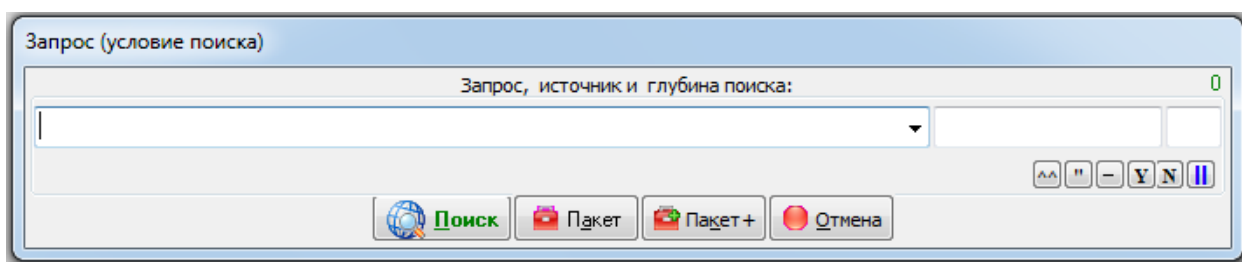 Запрос (условие поиска)
Запрос, источник и глубина поиска: 0
^^ " – Y N ||
Поиск Пакет Пакет+ Отмена